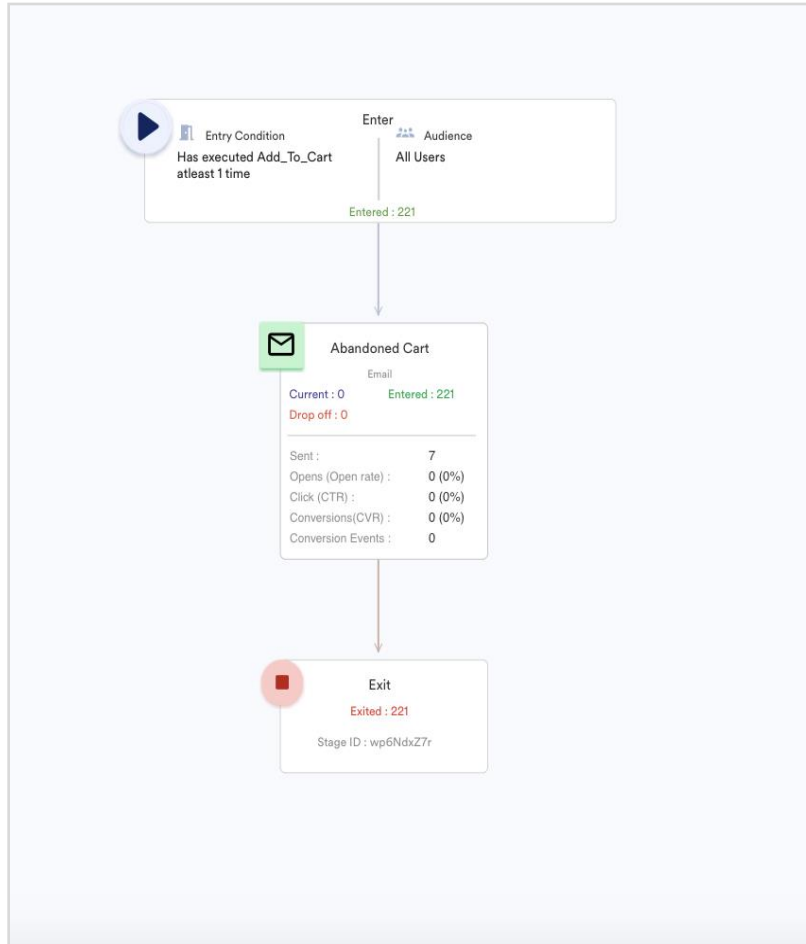 Enter
Entry Condition
Audience
Has executed Add_To_Cart
atleast 1 time
All Users
Entered : 221
Abandoned Cart
Email
Current : 0 Entered : 221
Drop off : 0
Sent : 7
Opens (Open rate) : 0 (0%)
Click (CTR) : 0 (0%)
Conversions(CVR) : 0 (0%)
Conversion Events : 0
Exit
Exited : 221
Stage ID : wp6NdxZ7r